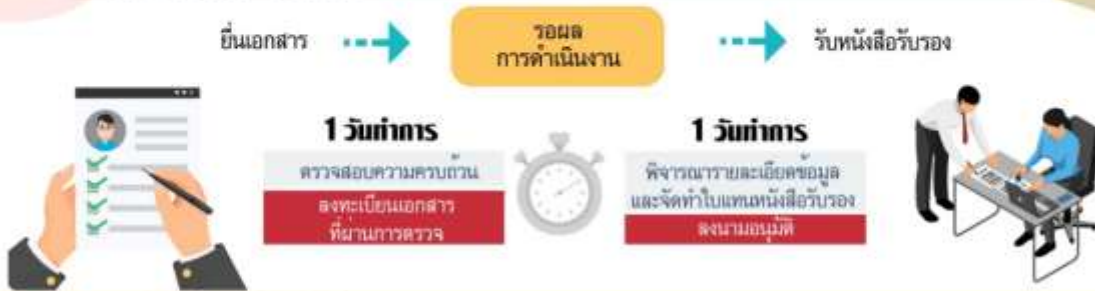 ยื่นเอกสาร
รอผล
การดำเนินงาน
รับหนังสือรับรอง
1 วันทำการ
ตรวจสอบความครบถ้วน
ลงทะเบียนเอกสาร
ที่ผ่านการตรวจ
1 วันทำการ
พิจารณารายละเอียดข้อมูล
และจัดทำใบแทนหนังสือรับรอง
ลงนามอนุมัติ